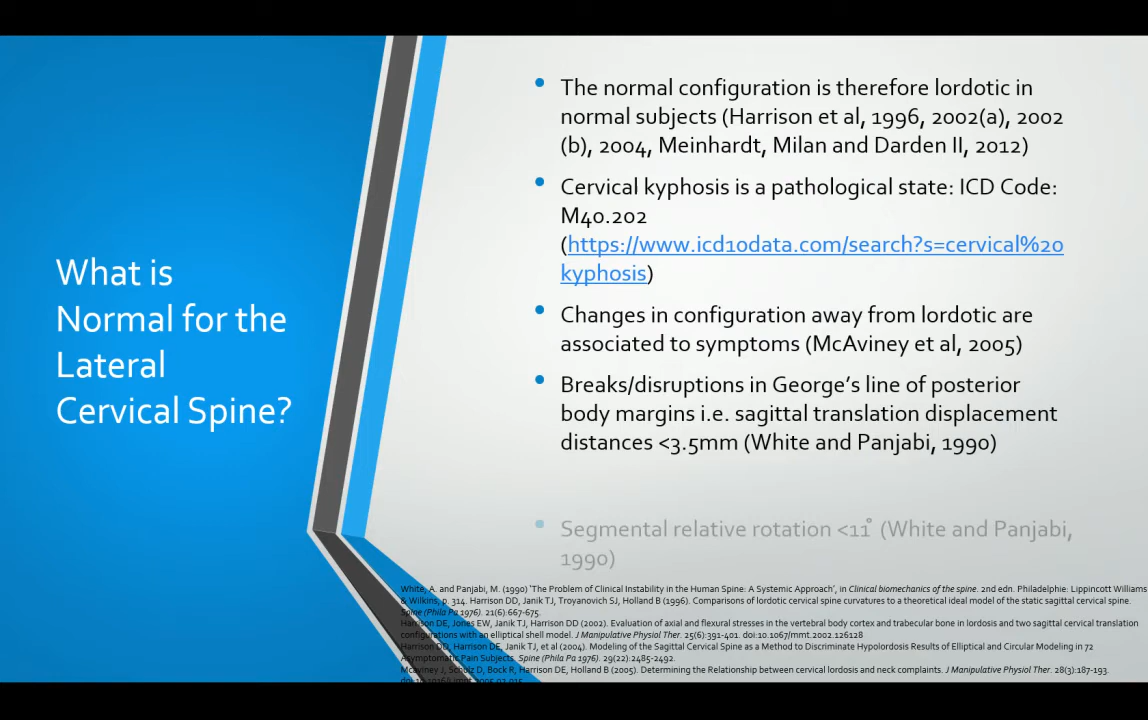 What is
Normal for the
Lateral
Cervical Spine?
• The normal configuration is therefore lordotic in
normal subjects (Harrison et al, 1996, 2002(a), 2002
(b), 2004, Meinhardt, Milan and Darden II, 2012)
• Cervical kyphosis is a pathological state: ICD Code:
M40.202
(https://www.icd10data.com/search?s=cervical%20
kyphosis)
• Changes in configuration away from lordotic are
associated to symptoms (McAviney et al, 2005)
• Breaks/disruptions in George's line of posterior
body margins i.e. sagittal translation displacement
distances <3.5mm (White and Panjabi, 1990)
• Segmental relative rotation <11° (White and Panjabi,
1990)
White, A. and Panjabi, M. (1990) 'The Problem of Clinical Instability in the Human Spine: A Systemic Approach', in Clinical biomechanics of the spine. 2nd edn. Philadelphie: Lippincott Williams
& Wilkins, p. 314. Harrison DD, Janik TJ, Troyanovich SJ, Holland B (1996). Comparisons of lordotic cervical spine curvatures to a theoretical ideal model of the static sagittal cervical spine.
Spine (Phila Pa 1976). 21(6):667-675.
Harrison DE, Jones EW, Janik TJ, Harrison DD (2002). Evaluation of axial and flexural stresses in the vertebral body cortex and trabecular bone in lordosis and two sagittal cervical translation
configurations with an elliptical shell model. J Manipulative Physiol Ther. 25(6):391-401. doi:10.1067/mmt.2002.126128
Harrison DD, Harrison DE, Janik TJ, et al (2004). Modeling of the Sagittal Cervical Spine as a Method to Discriminate Hypolordosis Results of Elliptical and Circular Modeling in 72
Asymptomatic Pain Subjects. Spine (Phila Pa 1976). 29(22):2485-2492.
Mcaviney J, Schulz D, Bock R, Harrison DE, Holland B (2005). Determining the Relationship between cervical lordosis and neck complaints. J Manipulative Physiol Ther. 28(3):187-193.